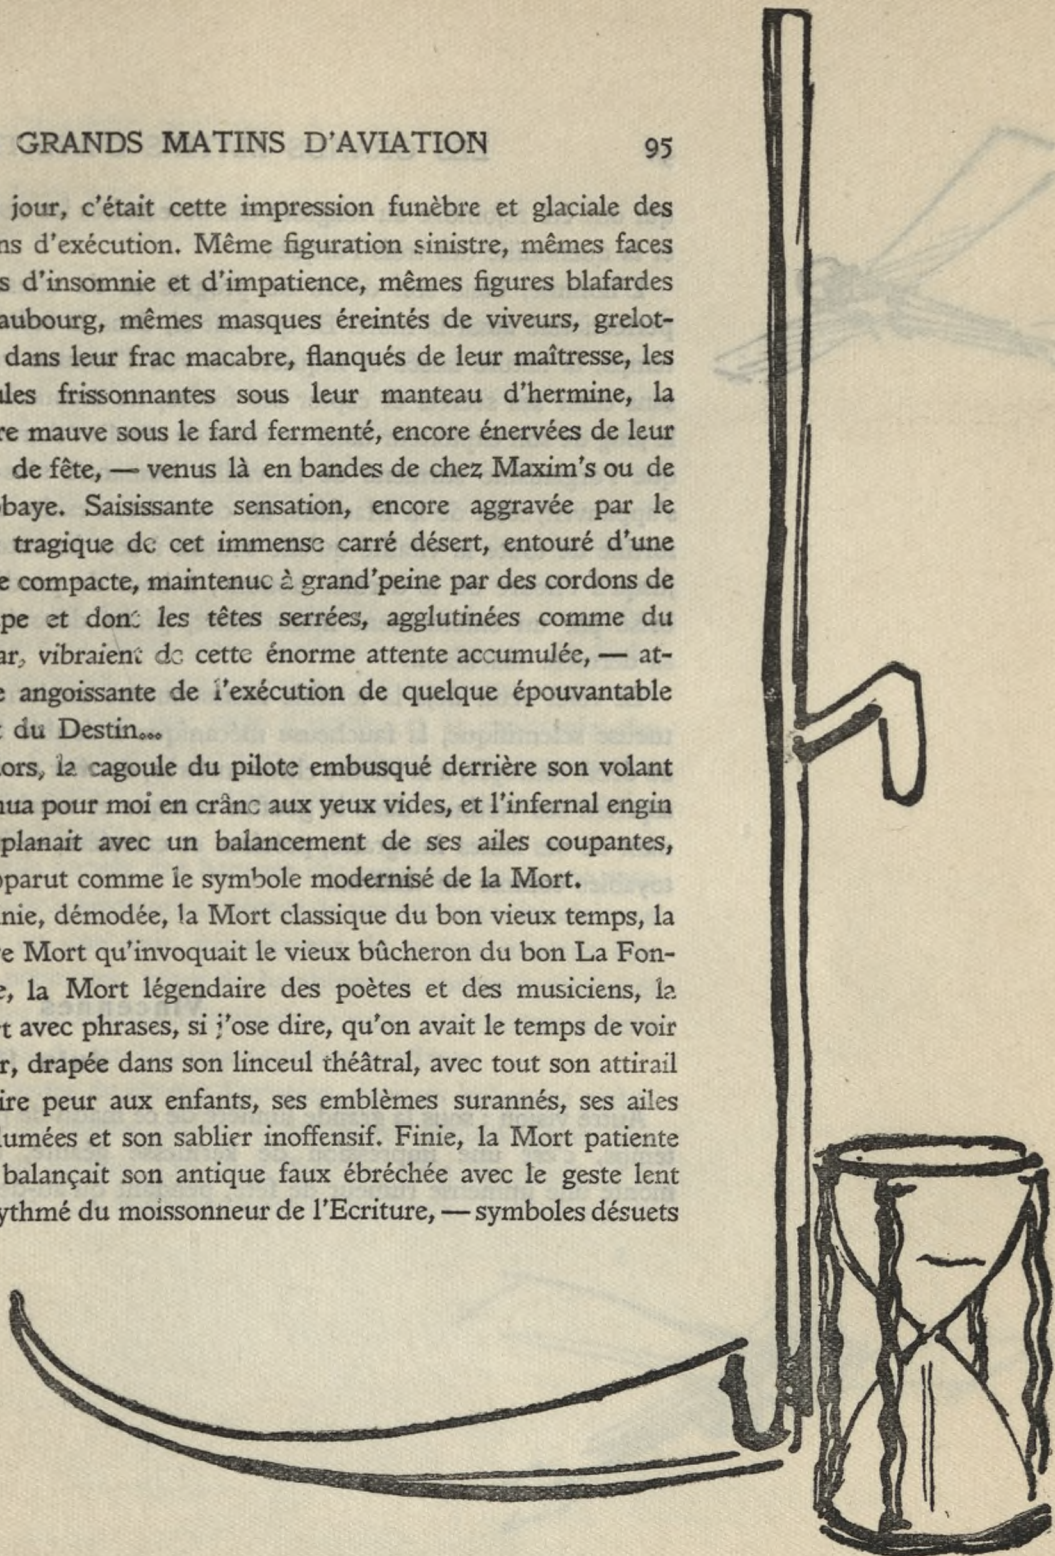 GRANDS MATINS D'AVIATION 95
jour, c'était cette impression funèbre et glaciale des
ns d'exécution. Même figuration sinistre, mêmes faces
s d'insomnie et d'impatience, mêmes figures blafardes
aubourg, mêmes masques éreintés de viveurs, grelot-
dans leur frac macabre, flanqués de leur maîtresse, les
ules frissonnantes sous leur manteau d'hermine, la
re mauve sous le fard fermenté, encore énervées de leur
de fête, — venus là en bandes de chez Maxim's ou de
baye. Saisissante sensation, encore aggravée par le
tragique de cet immense carré désert, entouré d'une
e compacte, maintenue à grand'peine par des cordons de
pe et dont les têtes serrées, agglutinées comme du
ar, vibraient de cette énorme attente accumulée, — at-
e angoissante de l'exécution de quelque épouvantable
t du Destin...
ors, la cagoule du pilote embusqué derrière son volant
nua pour moi en crâne aux yeux vides, et l'infernal engin
planait avec un balancement de ses ailes coupantes,
pparut comme le symbole modernisé de la Mort.
nie, démodée, la Mort classique du bon vieux temps, la
e Mort qu'invoquait le vieux bûcheron du bon La Fon-
e, la Mort légendaire des poètes et des musiciens, la
t avec phrases, si j'ose dire, qu'on avait le temps de voir
r, drapée dans son linceul théâtral, avec tout son attirail
ire peur aux enfants, ses emblèmes surannés, ses ailes
lumées et son sablier inoffensif. Finie, la Mort patiente
balançait son antique faux ébréchée avec le geste lent
ythmé du moissonneur de l'Ecriture, — symboles désuets